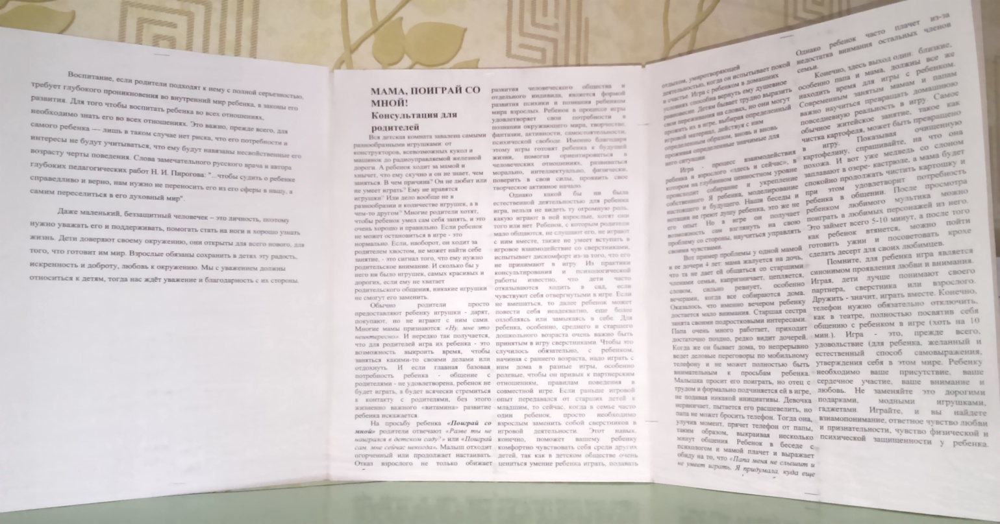 Воспитание, если родители подходят к нему с полной серьезностью,
требует глубокого проникновения во внутренний мир ребенка, в законы его
развития. Для того чтобы воспитать ребенка во всех отношениях,
необходимо знать его во всех отношениях. Это важно, прежде всего, для
самого ребенка — лишь в таком случае нет риска, что его потребности и
интересы не будут учитываться, что ему будут навязаны несвойственные его
возрасту черты поведения. Слова замечательного русского врача и автора
глубоких педагогических работ Н. И. Пирогова: "...чтобы судить о ребенке
справедливо и верно, нам нужно не переносить его из его сферы в нашу, а
самим переселиться в его духовный мир".
Даже маленький, беззащитный человечек – это личность, поэтому
нужно уважать его и поддерживать, помогать стать на ноги и хорошо узнать
жизнь. Дети доверяют своему окружению, они открыты для всего нового, для
того, что готовит им мир. Взрослые обязаны сохранить в детях эту радость,
искренность и доброту, любовь к окружению. Мы с уважением должны
относиться к детям, тогда нас ждёт уважение и благодарность с их стороны.
МАМА, ПОИГРАЙ СО
МНОЙ!
Консультация для
родителей
Вся детская комната завалена самыми
разнообразными игрушками: от
конструкторов, всевозможных кукол и
машинок до радиоуправляемой железной
дороги. А ребенок ходит за мамой и
хнычет, что ему скучно и он не знает, чем
заняться. В чем причина? Он не любит или
не умеет играть? Ему не нравятся
игрушки? Или дело вообще не в
разнообразии и количестве игрушек, а в
чем-то другом? Многие родители хотят,
чтобы ребенок умел сам себя занять, и это
очень хорошо и правильно. Если ребенок
не может остановиться в игре - это
нормально. Если, наоборот, он ходит за
родителем хвостом, не может найти себе
занятие, - это сигнал того, что ему нужно
родительское внимание. И сколько бы у
него ни было игрушек, самых красивых и
дорогих, если ему не хватает
родительского общения, никакие игрушки
не смогут его заменить.
Обычно родители просто
предоставляют ребенку игрушки - дарят,
покупают, но не играют с ним сами.
Многие мамы признаются: «Ну, мне это
неинтересно». И нередко так получается,
что для родителей игра их ребенка - это
возможность выкроить время, чтобы
заняться какими-то своими делами или
отдохнуть. И если главная базовая
потребность ребенка - общение с
родителями - не удовлетворена, ребенок не
будет играть, а будет всячески стремиться
к контакту с родителями, без этого
жизненно важного «витамина» развитие
ребенка искажается.
На просьбу ребенка «Поиграй со
мной» родители отвечают «Разве ты не
наигрался в детском саду?» или «Поиграй
сам, мне сейчас некогда». Малыш отходит
огорченный или продолжает настаивать.
Отказ взрослого не только обижает
развития человеческого общества и
отдельного индивида, является формой
развития психики и познания ребенком
мира взрослых. Ребенок в процессе игры
удовлетворяет свои потребности в
познании окружающего мира, творчестве,
фантазии, активности, самостоятельности,
психической свободе. Именно благодаря
этому игры готовят ребенка к будущей
жизни, помогая ориентироваться в
человеческих отношениях, развиваться
морально, интеллектуально, физически,
поверить в свои силы, проявить свое
творческое активное начало.
Однако какой бы ни была
естественной деятельностью для ребенка
игра, нельзя не видеть ту огромную роль,
какую играют в ней взрослые, хотят они
того или нет. Ребенок, с которым родители
мало общаются, не слушают его, не играют
с ним вместе, также не умеет вступать в
игровое взаимодействие со сверстниками,
испытывает дискомфорт из-за того, что его
не принимают в игру. Из практики
консультирования и психологической
работы известно, что дети часто
отказываются ходить в сад, если
чувствуют себя отвергнутыми в игре. Если
не вмешаться, то далее ребенок может
повести себя неадекватно, еще более
озлобляясь или замыкаясь в себе. Для
ребенка, особенно, среднего и старшего
дошкольного возраста очень важно быть
принятым в игру сверстниками. Чтобы это
случилось обязательно, с ребенком,
начиная с раннего возраста, надо играть с
ним дома в разные игры, особенно
ролевые, чтобы он привык к партнерским
отношениям, правилам поведения в
совместной игре. Если раньше игровой
опыт передавался от старших детей к
младшим, то сейчас, когда в семье часто
один ребенок, просто необходимо
взрослым заменить собой сверстников в
игровой деятельности. Этот навык,
конечно, поможет вашему ребенку
комфортно чувствовать себя среди других
детей, так как в детском обществе очень
цениться умение ребенка играть, подавать
отдыхом, умиротворяющей
деятельностью, когда он испытывает покой
и счастье. Игра с ребенком в домашних
условиях способна вернуть ему душевное
равновесие. Детям бывает трудно выразить
свои переживания на словах, но они могут
прожить их в игре, выбирая определенный
игровой материал, действуя с ним
определенным образом, вновь и вновь
проживая определенные значимые для
них ситуации.
Игра - процесс взаимодействия
ребенка и взрослого «здесь и сейчас», в
котором на глубинном ценностном уровне
происходит собирание и укрепление
собственного Я ребенка, моделирование
настоящего и будущего. Наши беседы и
нотации не греют душу ребенка, это же не
его опыт. Но в игре он получает
возможность сам взглянуть на свою
проблему со стороны, научиться управлять
своими чувствами.
Вот пример проблемы у одной мамой
и ее дочери 4 лет: мама жалуется на дочь,
что та не дает ей общаться со старшими
членами семьи, капризничает, цепляется,
словом, сильно ревнует, особенно
вечерами, когда все собираются дома.
Оказалось, что именно вечером ребенку
достается мало внимания. Старшая сестра
занята своими подростковыми интересами.
Папа очень много работает, приходит
достаточно поздно, редко видит дочерей.
Когда же он бывает дома, то непрерывно
ведет деловые переговоры по мобильному
телефону и не может полностью быть
внимательным к просьбам ребенка.
Малышка просит его поиграть, но отец с
трудом и формально подчиняется ей в игре,
не подавая никакой инициативы. Девочка
нервничает, пытается его расшевелить, но
папа не может бросить телефон. Тогда она,
улучив момент, прячет телефон от папы,
таким образом, выкраивая несколько
минут общения. Ребенок в беседе с
психологом и мамой плачет и выражает
обиду на то, что «Папа меня не слышит и
не умеет играть. Я придумала, куда еще
Однако ребенок часто плачет из-за
недостатка внимания остальных членов
семьи.
Конечно, здесь выход один: близкие,
особенно папа и мама, должны все же
находить время для игры с ребенком.
Современным занятым мамам и папам
важно научиться превращать домашнюю
повседневную реальность в игру. Самое
обычное житейское занятие, такое как
чистка картофеля, может быть превращено
в игру. Показывая очищенную
картофелину, спрашивайте, на что она
похожа. И вот уже медведь со слоном
заплавают в озере- кастрюле, а мама будет
спокойно продолжать чистить картошку и
при этом удовлетворит потребность
ребенка в общении. После просмотра
ребенком любимого мультика можно
поиграть в любимых персонажей из него.
Это займет всего 5-10 минут, а после того
как ребенок втянется, можно пойти
готовить ужин и посоветовать крохе
сделать десерт для своих любимцев.
Помните, для ребенка игра является
синонимом проявления любви и внимания.
Играя, дети лучше понимают своего
партнера, сверстника или взрослого.
Дружить - значит, играть вместе. Конечно,
телефон нужно обязательно отключить,
как в театре, полностью посвятив себя
общению с ребенком в игре (хоть на 10
мин.). Игра - это, прежде всего,
удовольствие (для ребенка, желанный и
естественный способ самовыражения,
утверждения себя в этом мире. Ребенку
необходимо ваше присутствие, ваше
сердечное участие, ваше внимание и
любовь. Не заменяйте это дорогими
подарками, модными игрушками,
гаджетами. Играйте, и вы найдете
взаимопонимание, ответное чувство любви
и признательности, чувство физической и
психической защищенности у ребенка.